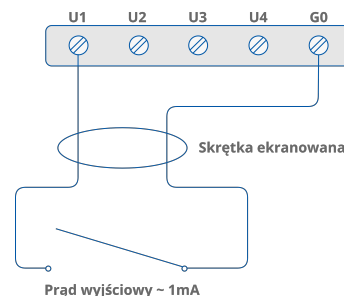 U1 U2 U3 U4 G0
Skrętka ekranowana
Prąd wyjściowy ~ 1mA